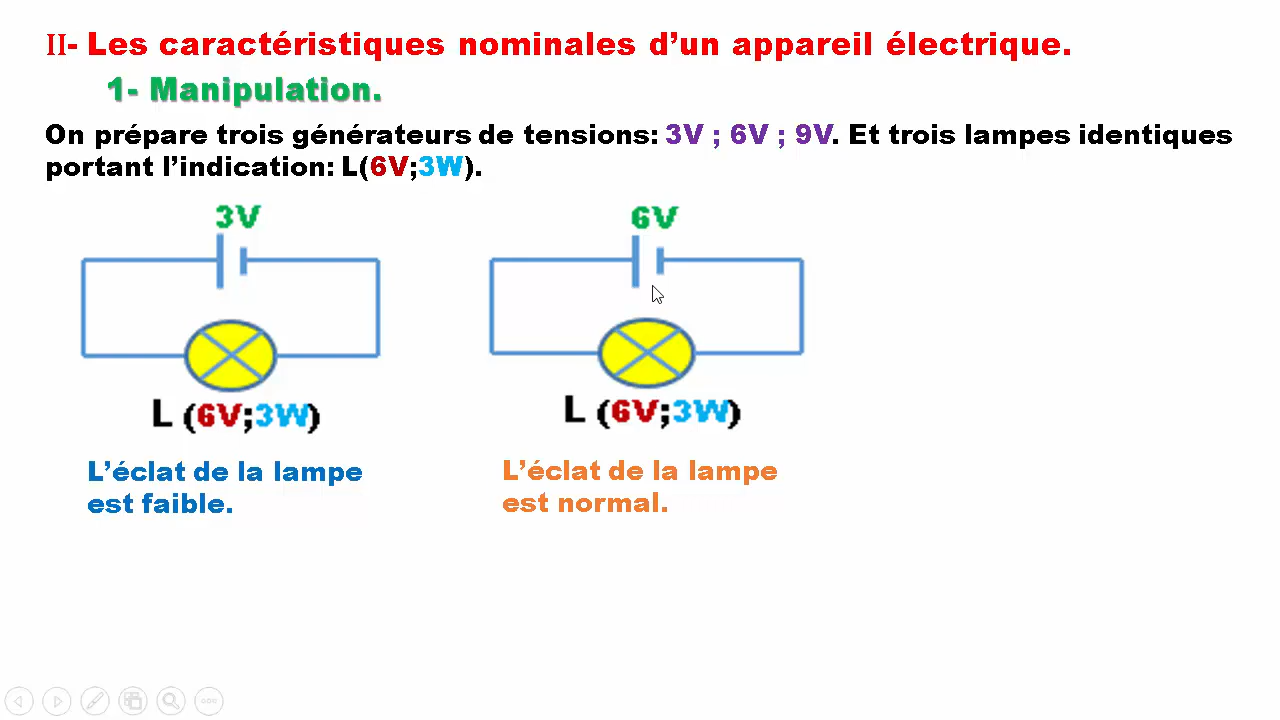 II- Les caractéristiques nominales d’un appareil électrique.
1- Manipulation.
On prépare trois générateurs de tensions: 3V ; 6V ; 9V. Et trois lampes identiques
portant l’indication: L(6V;3W).
3V
L (6V;3W)
L’éclat de la lampe
est faible.
6V
L (6V;3W)
L’éclat de la lampe
est normal.